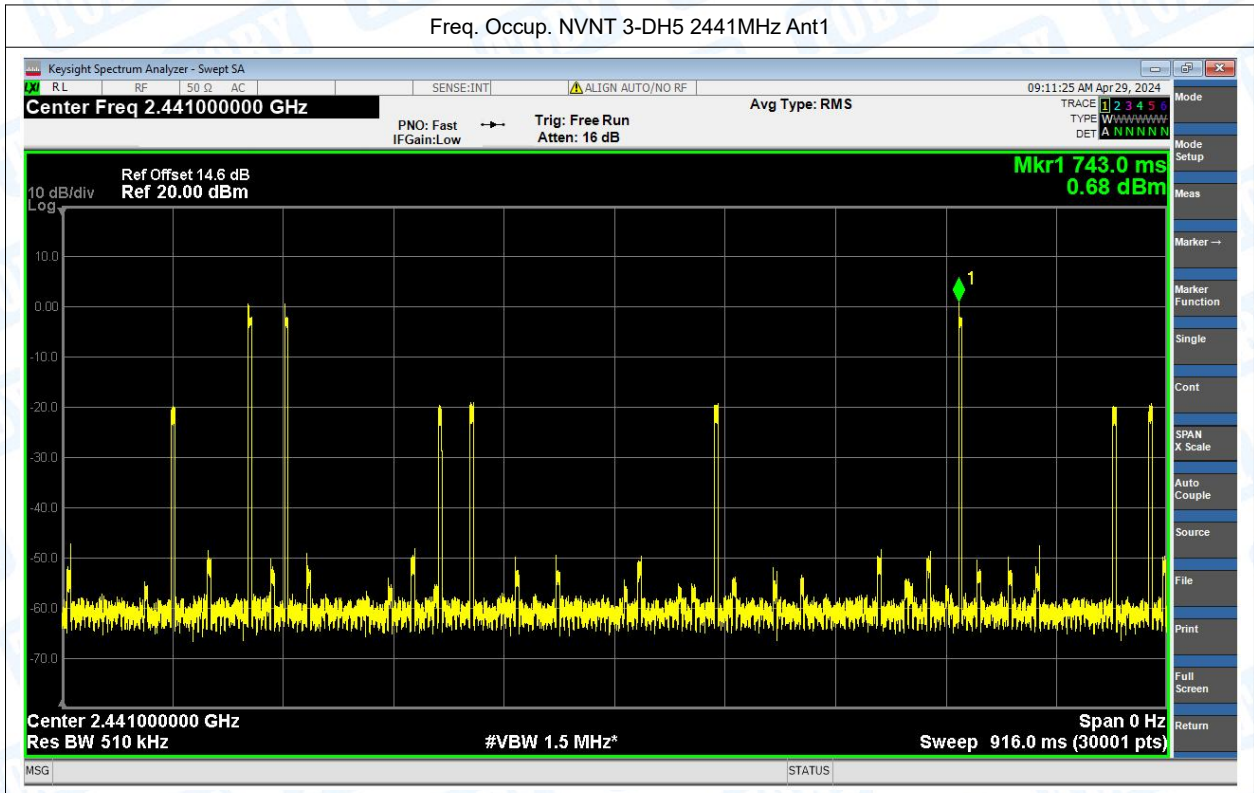 Freq. Occup. NVNT 3-DH5 2441MHz Ant1
Keysight Spectrum Analyzer - Swept SA
LXI RL RF 50 Ω AC SENSE:INT ALIGN AUTO/NO RF 09:11:25 AM Apr 29, 2024
Center Freq 2.441000000 GHz Avg Type: RMS TRACE 1 2 3 4 5 6
PNO: Fast Trig: Free Run TYPE WWWWWW
IFGain:Low Atten: 16 dB DET A N N N N N
Ref Offset 14.6 dB Mkr1 743.0 ms
10 dB/div Ref 20.00 dBm 0.68 dBm
Log
1
10.0
0.00
-10.0
-20.0
-30.0
-40.0
-50.0
-60.0
-70.0
Center 2.441000000 GHz Span 0 Hz
Res BW 510 kHz #VBW 1.5 MHz* Sweep 916.0 ms (30001 pts)
MSG STATUS
Mode
Mode
Setup
Meas
Marker →
Marker
Function
Single
Cont
SPAN
X Scale
Auto
Couple
Source
File
Print
Full
Screen
Return